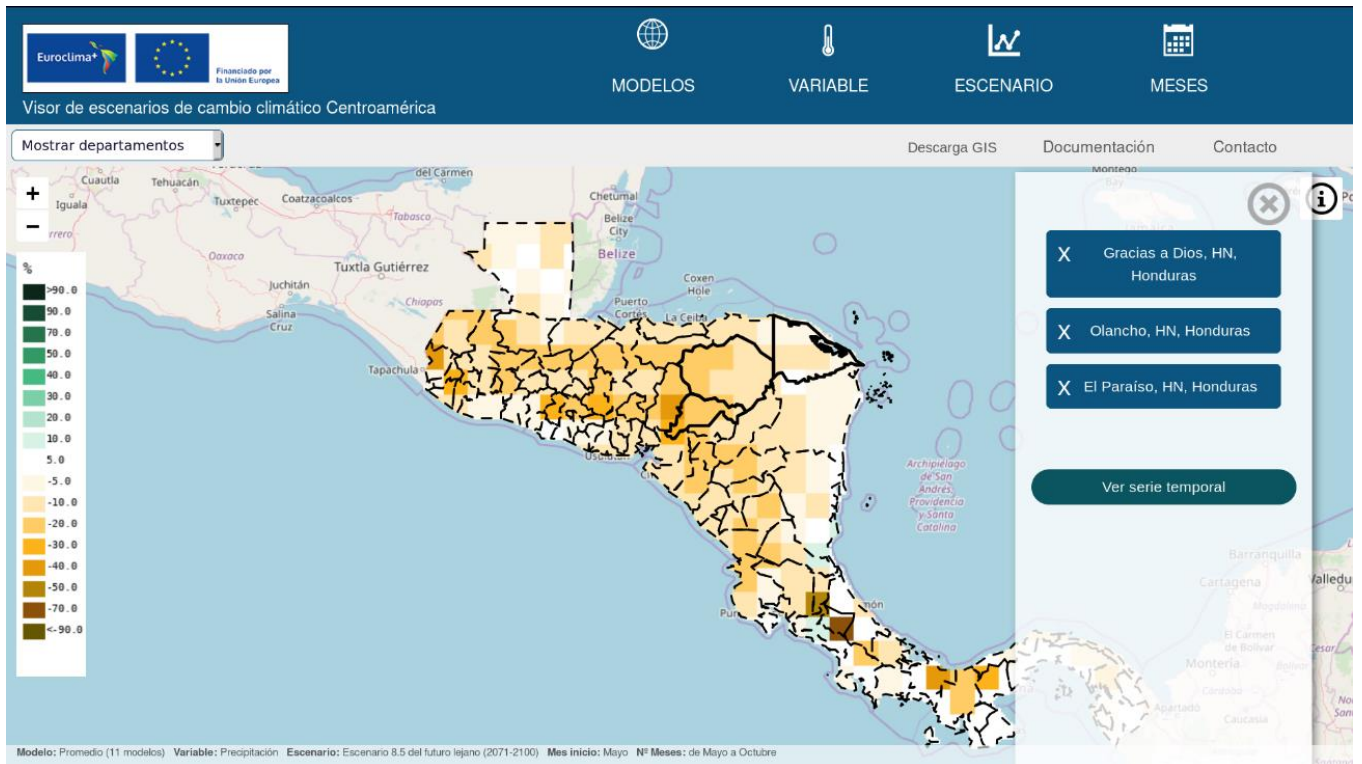 Euroclima+
Financiado por
la Unión Europea
Visor de escenarios de cambio climático Centroamérica
MODELOS
VARIABLE
ESCENARIO
MESES
Mostrar departamentos
Descarga GIS
Documentación
Contacto
+
−
Cuautla
Iguala
Tehuacán
Tuxtepec
Coatzacoalcos
del Carmen
Tabasco
Oaxaca
Juchitán
Salina
Cruz
Tuxtla Gutiérrez
Chiapas
Tapachula
Chetumal
Belize
City
Belize
Puerto
Cortés
La Ceiba
Coxen
Hole
Usulután
Archipiélago
de San
Andrés,
Providencia
y Santa
Catalina
Montego
Bay
Barranquilla
Cartagena
Valledu
Magdalena
El Carmen
de Bolívar
Cesar
Montería
Bolívar
Apartadó
Caucasia
%
>90.0
90.0
70.0
50.0
40.0
30.0
20.0
10.0
5.0
-5.0
-10.0
-20.0
-30.0
-40.0
-50.0
-70.0
<-90.0
X Gracias a Dios, HN,
Honduras
X Olancho, HN, Honduras
X El Paraíso, HN, Honduras
Ver serie temporal
Modelo: Promedio (11 modelos) Variable: Precipitación Escenario: Escenario 8.5 del futuro lejano (2071-2100) Mes inicio: Mayo Nº Meses: de Mayo a Octubre